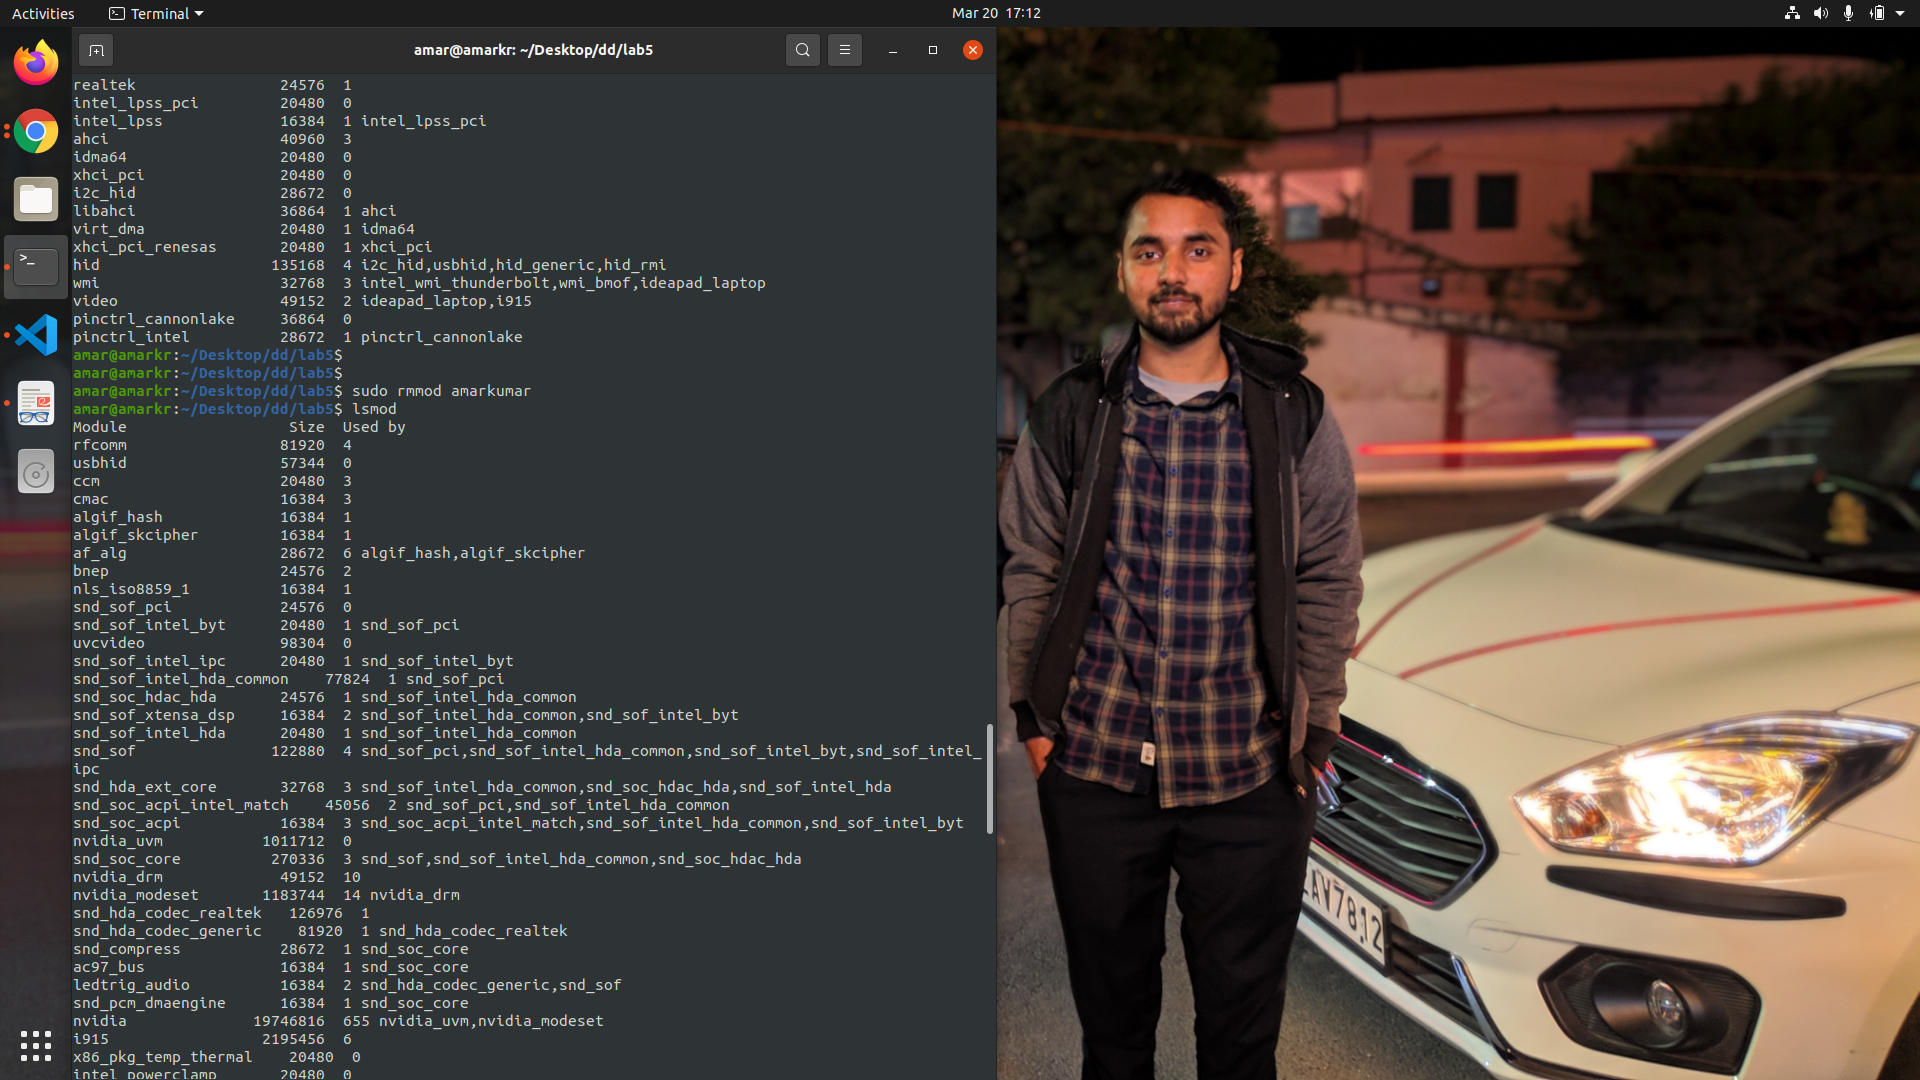 Activities
Terminal
Mar 20 17:12
amar@amarkr: ~/Desktop/dd/lab5
realtek 24576 1
intel_lpss_pci 20480 0
intel_lpss 16384 1 intel_lpss_pci
ahci 40960 3
idma64 20480 0
xhci_pci 20480 0
i2c_hid 28672 0
libahci 36864 1 ahci
virt_dma 20480 1 idma64
xhci_pci_renesas 20480 1 xhci_pci
hid 135168 4 i2c_hid,usbhid,hid_generic,hid_rmi
wmi 32768 3 intel_wmi_thunderbolt,wmi_bmof,ideapad_laptop
video 49152 2 ideapad_laptop,i915
pinctrl_cannonlake 36864 0
pinctrl_intel 28672 1 pinctrl_cannonlake
amar@amarkr:~/Desktop/dd/lab5$
amar@amarkr:~/Desktop/dd/lab5$
amar@amarkr:~/Desktop/dd/lab5$ sudo rmmod amarkumar
amar@amarkr:~/Desktop/dd/lab5$ lsmod
Module Size Used by
rfcomm 81920 4
usbhid 57344 0
ccm 20480 3
cmac 16384 3
algif_hash 16384 1
algif_skcipher 16384 1
af_alg 28672 6 algif_hash,algif_skcipher
bnep 24576 2
nls_iso8859_1 16384 1
snd_sof_pci 24576 0
snd_sof_intel_byt 20480 1 snd_sof_pci
uvcvideo 98304 0
snd_sof_intel_ipc 20480 1 snd_sof_intel_byt
snd_sof_intel_hda_common 77824 1 snd_sof_pci
snd_soc_hdac_hda 24576 1 snd_sof_intel_hda_common
snd_sof_xtensa_dsp 16384 2 snd_sof_intel_hda_common,snd_sof_intel_byt
snd_sof_intel_hda 20480 1 snd_sof_intel_hda_common
snd_sof 122880 4 snd_sof_pci,snd_sof_intel_hda_common,snd_sof_intel_byt,snd_sof_intel_
ipc
snd_hda_ext_core 32768 3 snd_sof_intel_hda_common,snd_soc_hdac_hda,snd_sof_intel_hda
snd_soc_acpi_intel_match 45056 2 snd_sof_pci,snd_sof_intel_hda_common
snd_soc_acpi 16384 3 snd_soc_acpi_intel_match,snd_sof_intel_hda_common,snd_sof_intel_byt
nvidia_uvm 1011712 0
snd_soc_core 270336 3 snd_sof,snd_sof_intel_hda_common,snd_soc_hdac_hda
nvidia_drm 49152 10
nvidia_modeset 1183744 14 nvidia_drm
snd_hda_codec_realtek 126976 1
snd_hda_codec_generic 81920 1 snd_hda_codec_realtek
snd_compress 28672 1 snd_soc_core
ac97_bus 16384 1 snd_soc_core
ledtrig_audio 16384 2 snd_hda_codec_generic,snd_sof
snd_pcm_dmaengine 16384 1 snd_soc_core
nvidia 19746816 655 nvidia_uvm,nvidia_modeset
i915 2195456 6
x86_pkg_temp_thermal 20480 0
intel_powerclamp 20480 0
AV7812